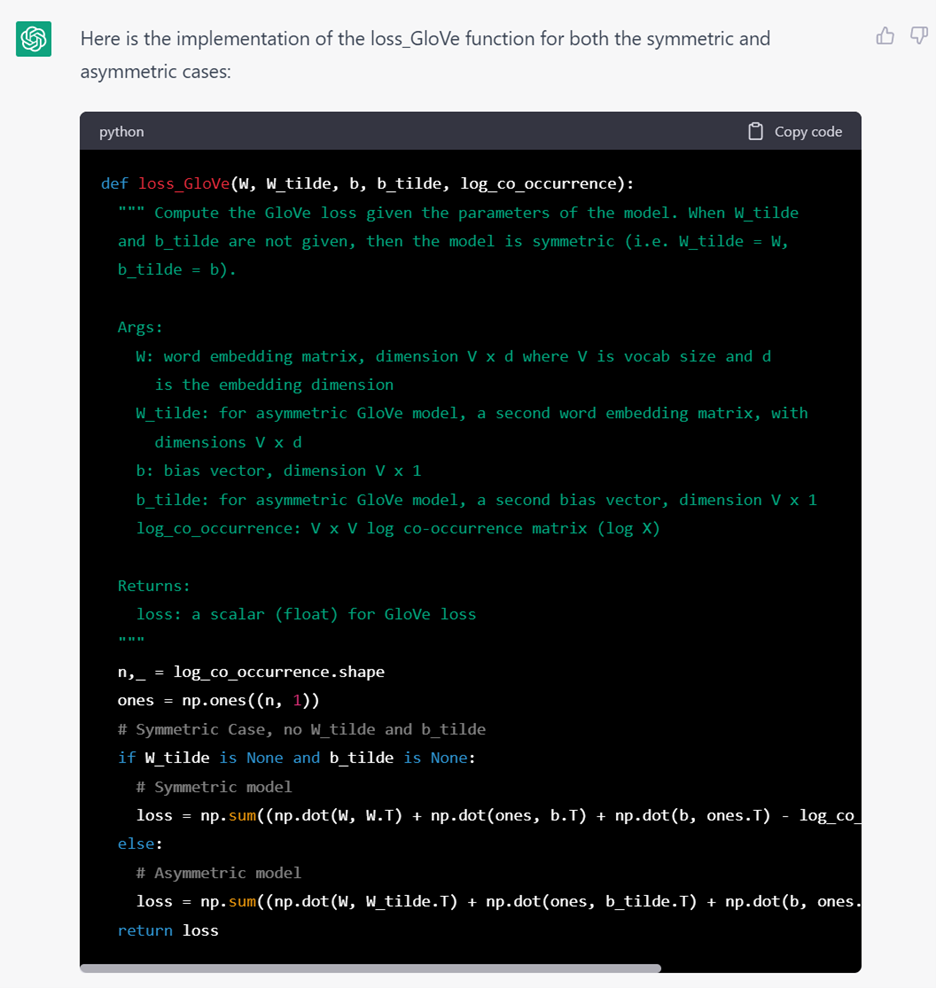 Here is the implementation of the loss_GloVe function for both the symmetric and
asymmetric cases:
python
Copy code
def loss_GloVe(W, W_tilde, b, b_tilde, log_co_occurrence):
""" Compute the GloVe loss given the parameters of the model. When W_tilde
and b_tilde are not given, then the model is symmetric (i.e. W_tilde = W,
b_tilde = b).
Args:
W: word embedding matrix, dimension V x d where V is vocab size and d
is the embedding dimension
W_tilde: for asymmetric GloVe model, a second word embedding matrix, with
dimensions V x d
b: bias vector, dimension V x 1
b_tilde: for asymmetric GloVe model, a second bias vector, dimension V x 1
log_co_occurrence: V x V log co-occurrence matrix (log X)
Returns:
loss: a scalar (float) for GloVe loss
"""
n,_ = log_co_occurrence.shape
ones = np.ones((n, 1))
# Symmetric Case, no W_tilde and b_tilde
if W_tilde is None and b_tilde is None:
# Symmetric model
loss = np.sum((np.dot(W, W.T) + np.dot(ones, b.T) + np.dot(b, ones.T) - log_co_
else:
# Asymmetric model
loss = np.sum((np.dot(W, W_tilde.T) + np.dot(ones, b_tilde.T) + np.dot(b, ones.
return loss